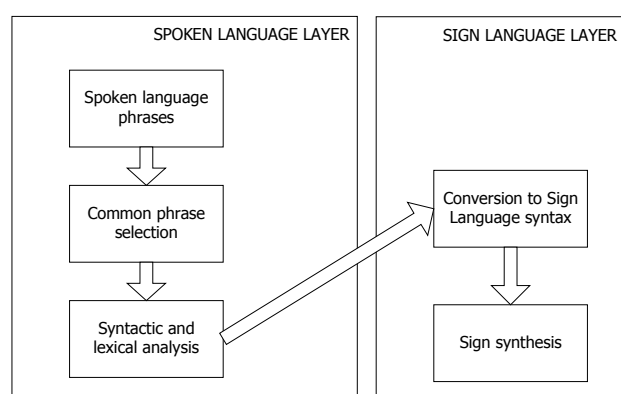 SPOKEN LANGUAGE LAYER
Spoken language
phrases
Common phrase
selection
Syntactic and
lexical analysis
SIGN LANGUAGE LAYER
Conversion to Sign
Language syntax
Sign synthesis